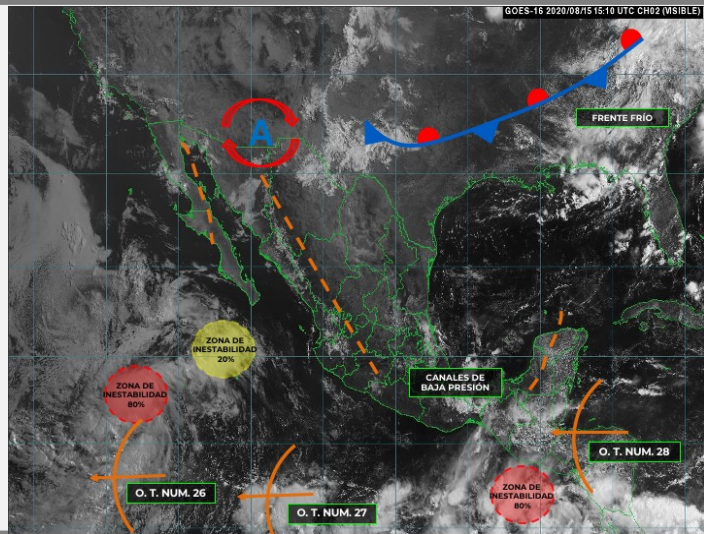 GOES-16 2020/08/15 15:10 UTC CH02 (VISIBLE)
FRENTE FRÍO
A
ZONA DE
INESTABILIDAD
20%
ZONA DE
INESTABILIDAD
80%
CANALES DE
BAJA PRESIÓN
O. T. NUM. 28
O. T. NUM. 26
ZONA DE
INESTABILIDAD
80%
O. T. NUM. 27